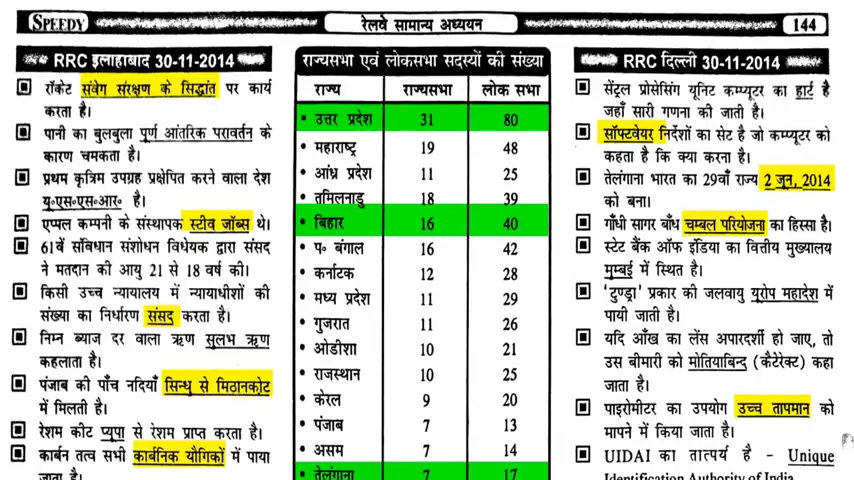 SPEEDY
रेलवे सामान्य अध्ययन
144
RRC इलाहाबाद 30-11-2014
रॉकेट संवेग संरक्षण के सिद्धांत पर कार्य
करता है।
पानी का बुलबुला पूर्ण आंतरिक परावर्तन के
कारण चमकता है।
प्रथम कृत्रिम उपग्रह प्रक्षेपित करने वाला देश
यू०एस०एस०आर० है।
एप्पल कम्पनी के संस्थापक स्टीव जॉब्स थे।
61वें संविधान संशोधन विधेयक द्वारा संसद
ने मतदान की आयु 21 से 18 वर्ष की।
किसी उच्च न्यायालय में न्यायाधीशों की
संख्या का निर्धारण संसद करता है।
निम्न ब्याज दर वाला ऋण सुलभ ऋण
कहलाता है।
पंजाब की पाँच नदियाँ सिन्धु से मिठानकोट
में मिलती है।
रेशम कीट प्यूपा से रेशम प्राप्त करता है।
कार्बन तत्व सभी कार्बनिक यौगिकों में पाया
जाता है।
राज्यसभा एवं लोकसभा सदस्यों की संख्या
राज्य राज्यसभा लोक सभा
• उत्तर प्रदेश 31 80
• महाराष्ट्र 19 48
• आंध्र प्रदेश 11 25
• तमिलनाडु 18 39
• बिहार 16 40
• प० बंगाल 16 42
• कर्नाटक 12 28
• मध्य प्रदेश 11 29
• गुजरात 11 26
• ओडीशा 10 21
• राजस्थान 10 25
• केरल 9 20
• पंजाब 7 13
• असम 7 14
• तेलंगाना 7 17
RRC दिल्ली 30-11-2014
सेंट्रल प्रोसेसिंग यूनिट कम्प्यूटर का हार्ट है
जहाँ सारी गणना की जाती है।
सॉफ्टवेयर निर्देशों का सेट है जो कम्प्यूटर को
कहता है कि क्या करना है।
तेलंगाना भारत का 29वाँ राज्य 2 जून, 2014
को बना।
गाँधी सागर बाँध चम्बल परियोजना का हिस्सा है।
स्टेट बैंक ऑफ इंडिया का वित्तीय मुख्यालय
मुम्बई में स्थित है।
'टुण्ड्रा' प्रकार की जलवायु यूरोप महादेश में
पायी जाती है।
यदि आँख का लेंस अपारदर्शी हो जाए, तो
उस बीमारी को मोतियाबिन्द (कैटेरेक्ट) कहा
जाता है।
पाइरोमीटर का उपयोग उच्च तापमान को
मापने में किया जाता है।
UIDAI का तात्पर्य है - Unique
Identification Authority of India